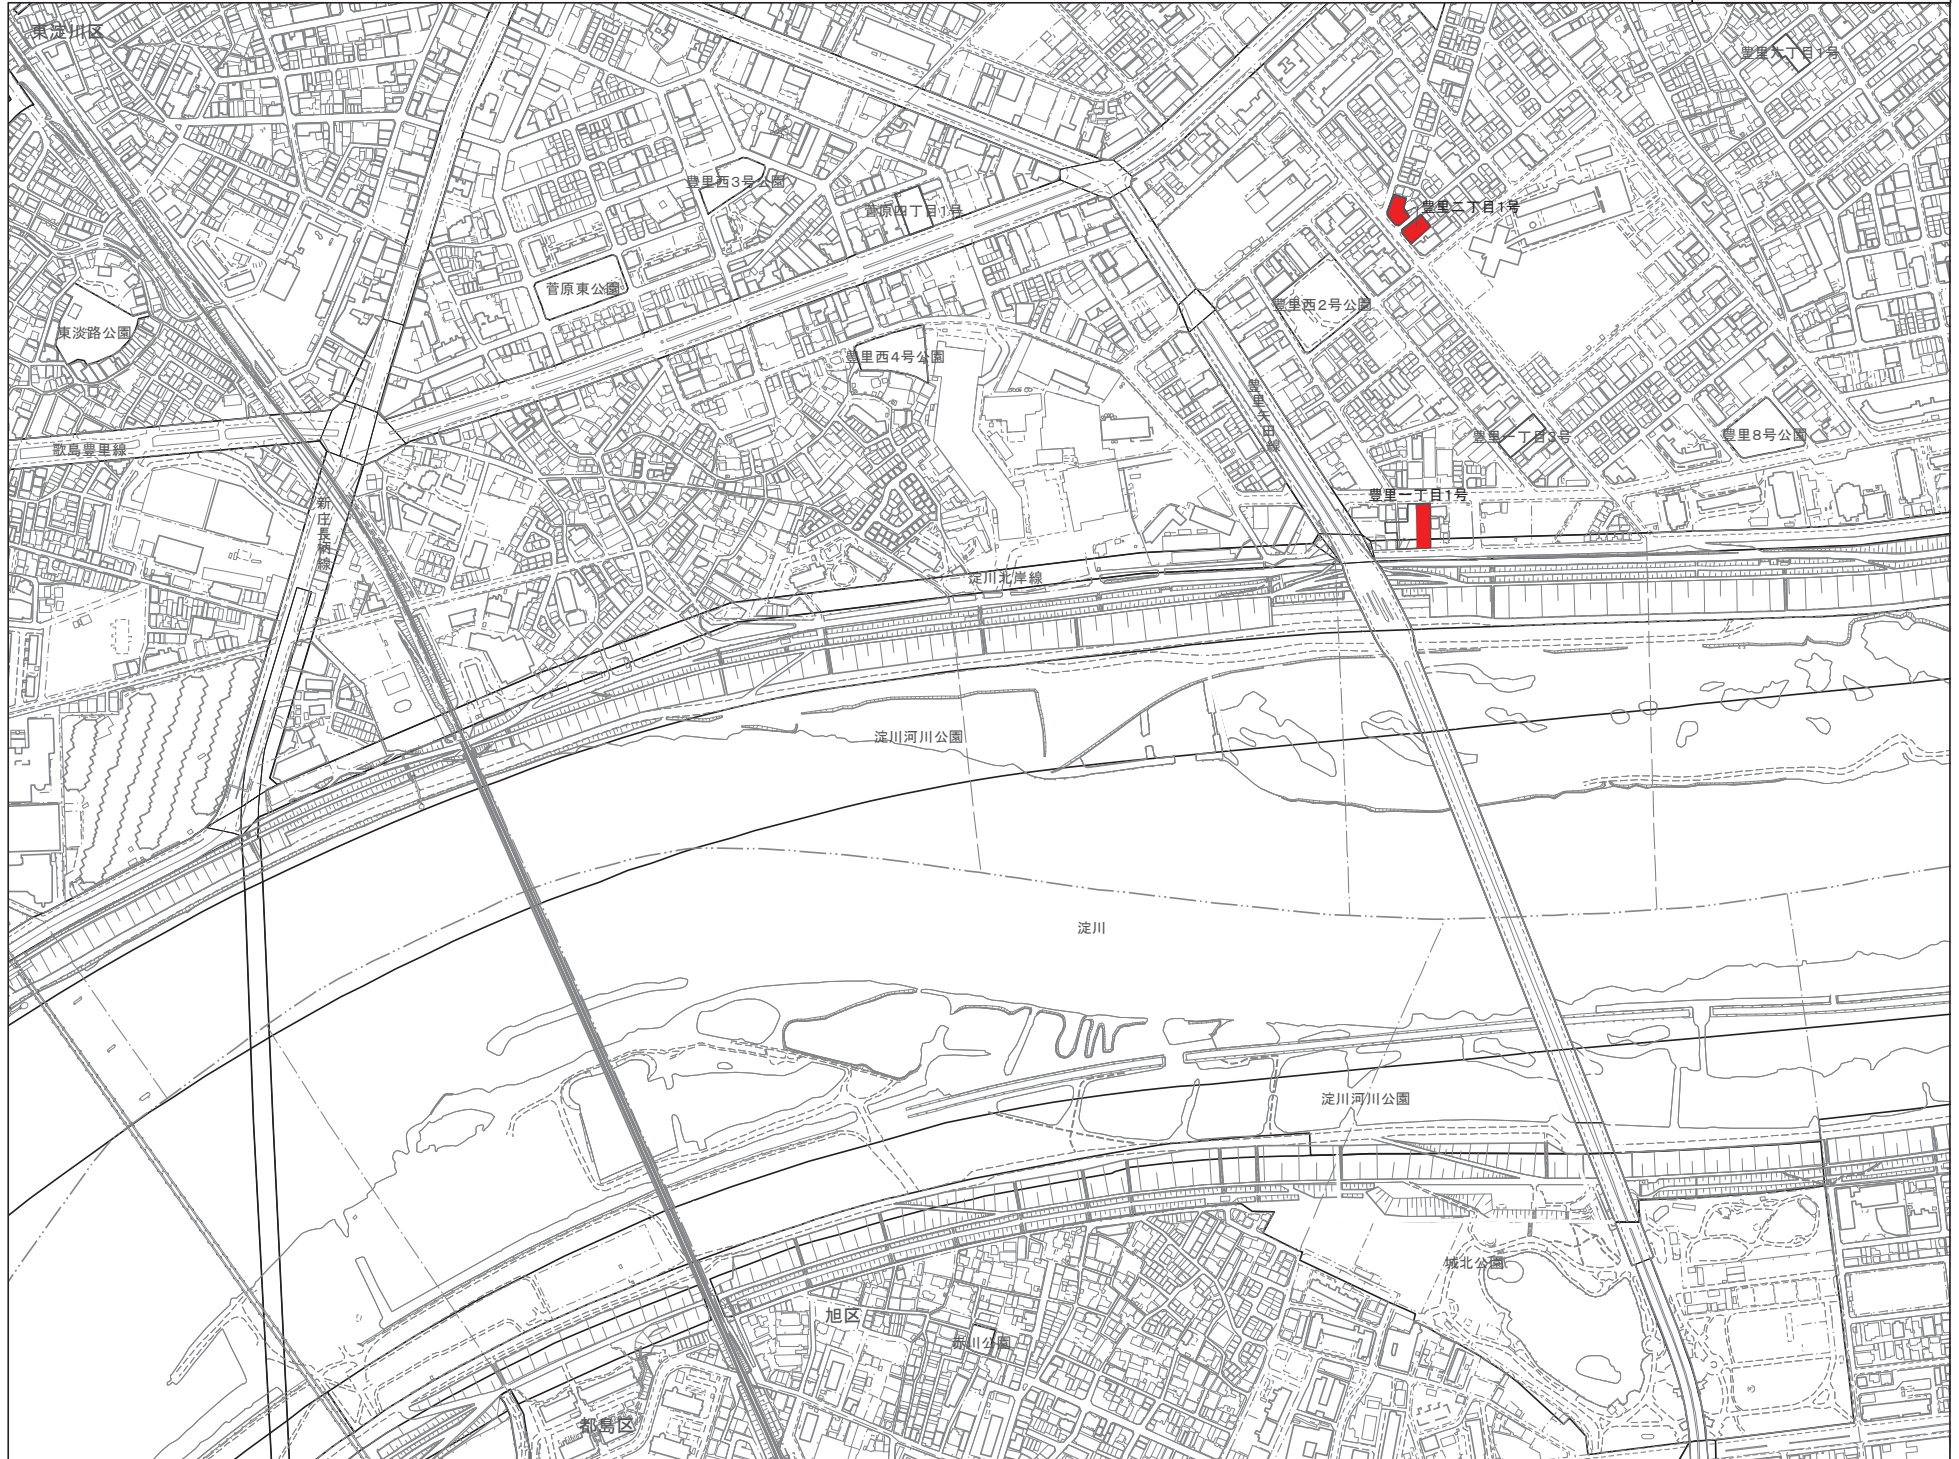 東淀川区
豊里六丁目1号
豊里西3号公園
菅原四丁目1号
豊里二丁目1号
菅原東公園
豊里西2号公園
東淡路公園
豊里西4号公園
豊里矢田線
豊里一丁目3号
豊里8号公園
歌島豊里線
豊里一丁目1号
新庄長柄線
淀川北岸線
淀川河川公園
淀川
淀川河川公園
城北公園
旭区
赤川公園
都島区